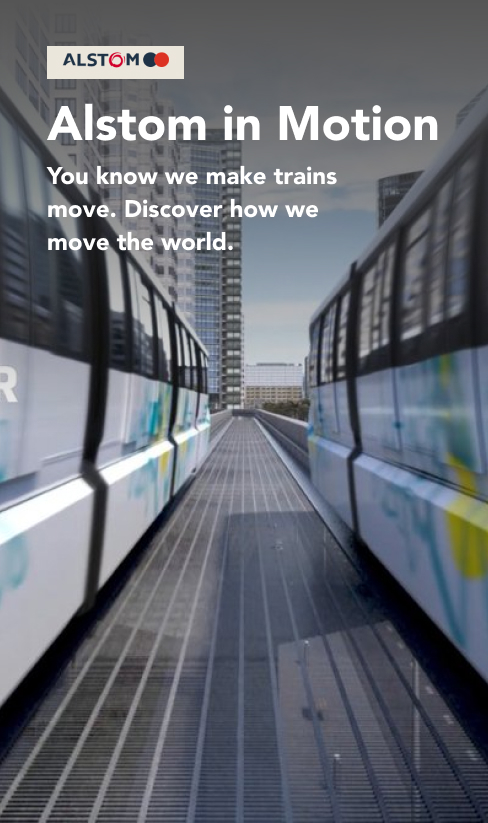 ALSTOM
Alstom in Motion
You know we make trains
move. Discover how we
move the world.
R